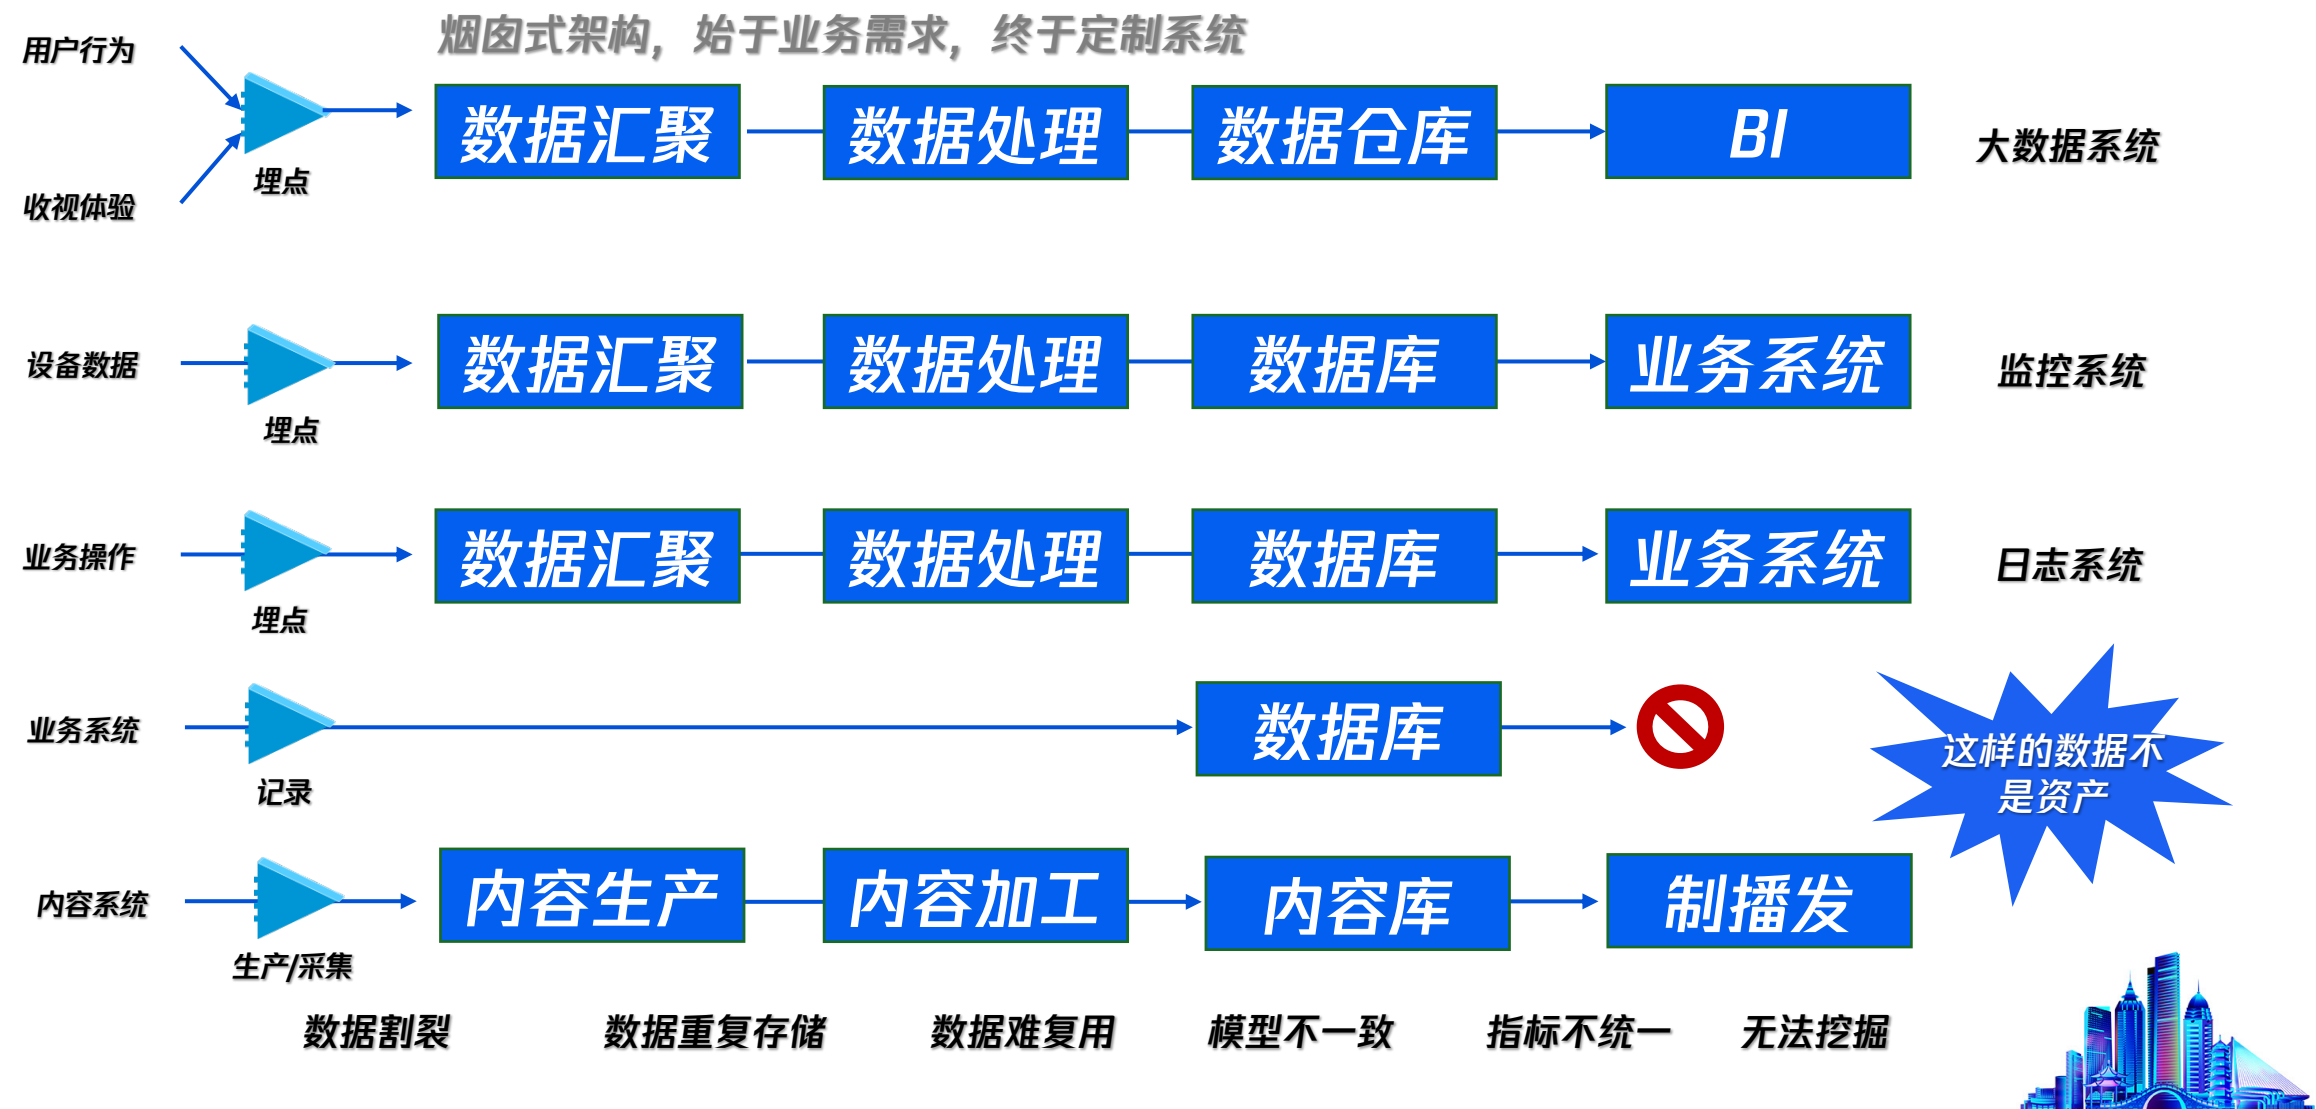 烟囱式架构，始于业务需求，终于定制系统
用户行为
收视体验
埋点
数据汇聚
数据处理
数据仓库
BI
大数据系统
设备数据
埋点
数据汇聚
数据处理
数据库
业务系统
监控系统
业务操作
埋点
数据汇聚
数据处理
数据库
业务系统
日志系统
业务系统
记录
数据库
这样的数据不
是资产
内容系统
生产/采集
内容生产
内容加工
内容库
制播发
数据割裂
数据重复存储
数据难复用
模型不一致
指标不统一
无法挖掘